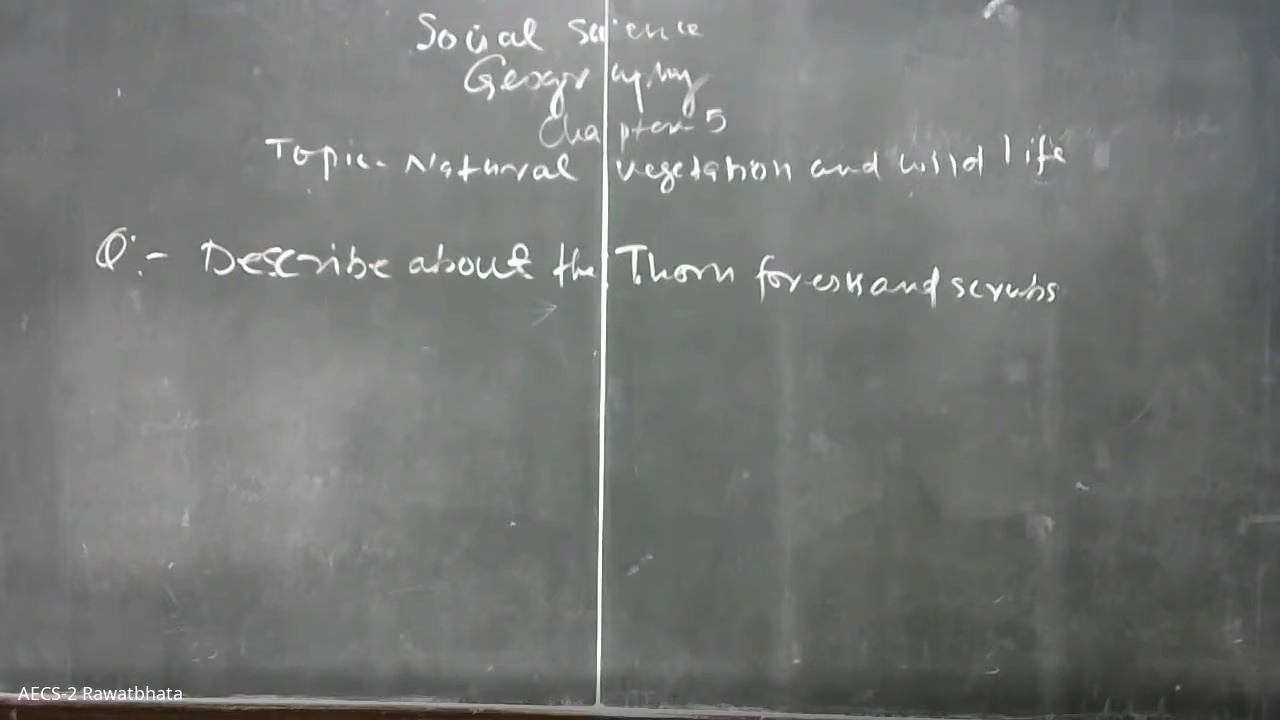 Social Science
Geography
Chapter 5
Topic- Natural vegetation and wild life
Q:- Describe about the Thorn forests and scrubs
AECS-2 Rawatbhata